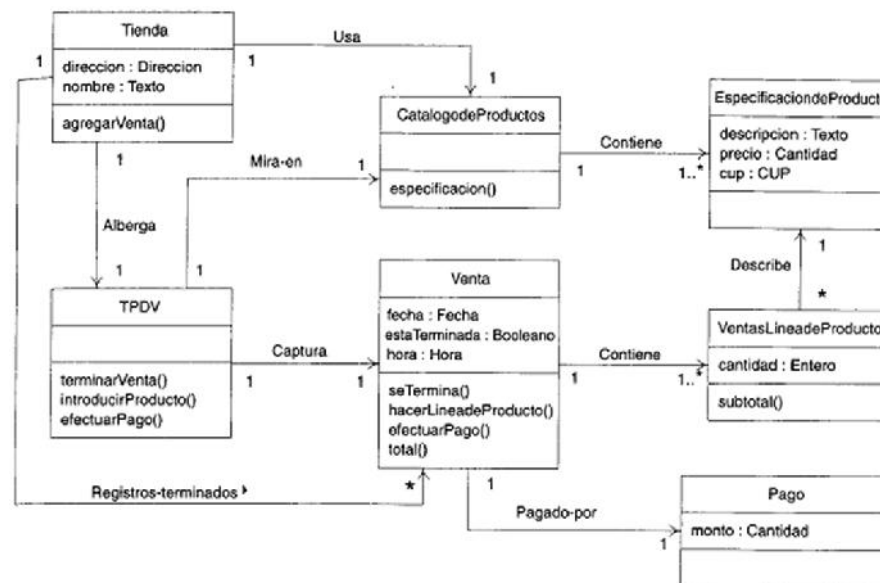 Tienda
direccion : Direccion
nombre : Texto
agregarVenta()
1
1
Usa
1
1
CatalogodeProductos
especificacion()
Contiene
1
1..*
EspecificaciondeProducto
descripcion : Texto
precio : Cantidad
cup : CUP
Mira-en
1
1
Alberga
1
TPDV
terminarVenta()
introducirProducto()
efectuarPago()
Captura
1
1
Venta
fecha : Fecha
estaTerminada : Booleano
hora : Hora
seTermina()
hacerLineadeProducto()
efectuarPago()
total()
Contiene
1
1..*
Describe
1
*
VentasLineadeProducto
cantidad : Entero
subtotal()
Registros-terminados
*
1
Pagado-por
1
Pago
monto : Cantidad